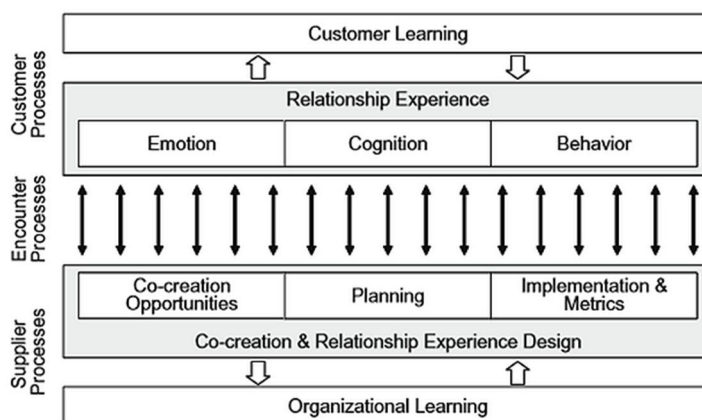 Customer Learning
Customer
Processes
Relationship Experience
Emotion
Cognition
Behavior
Encounter
Processes
Co-creation
Opportunities
Planning
Implementation &
Metrics
Supplier
Processes
Co-creation & Relationship Experience Design
Organizational Learning